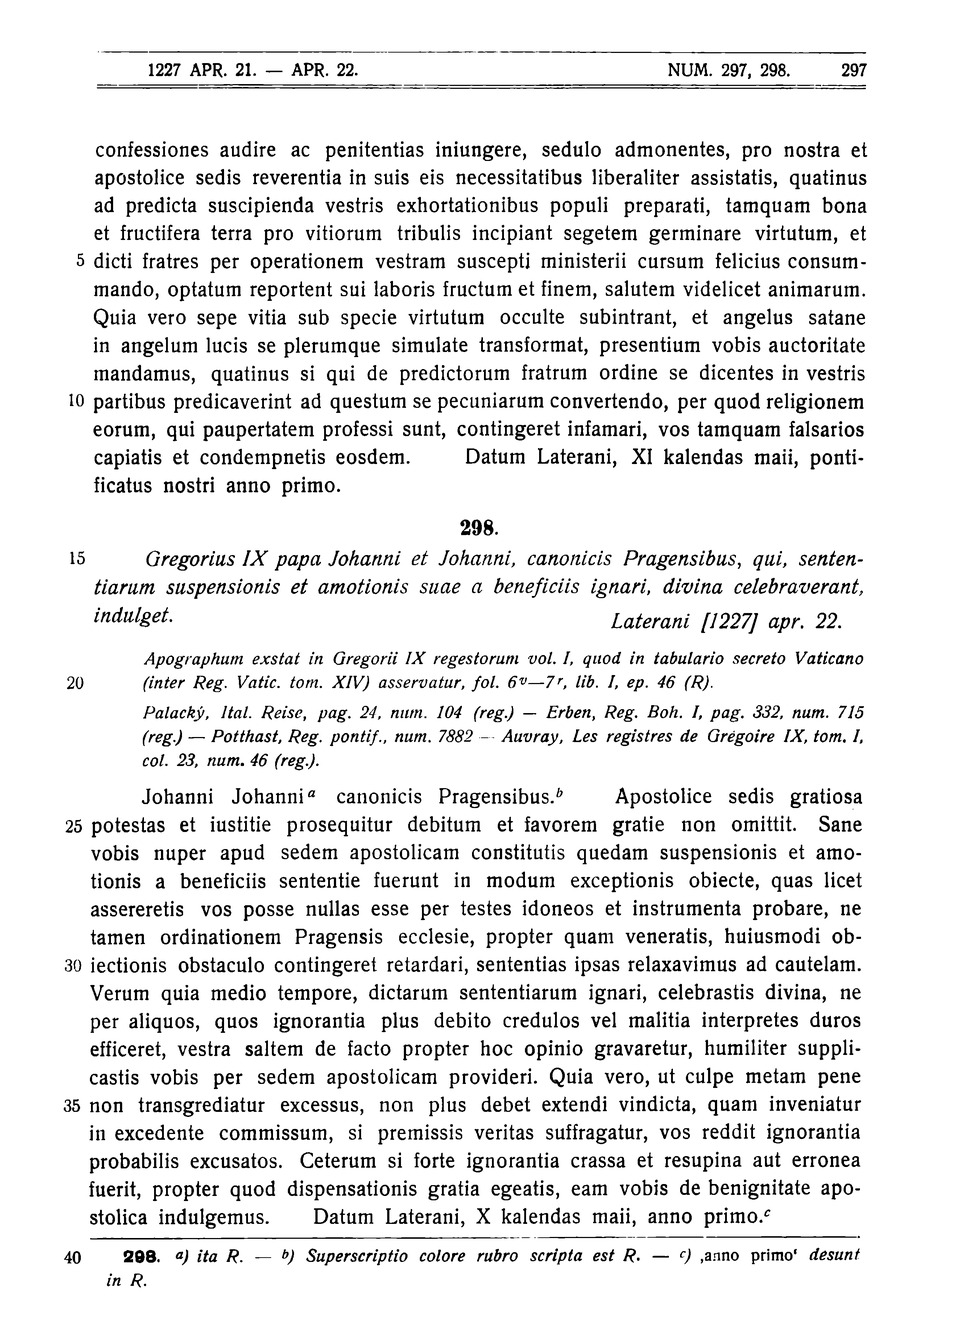 1227 APR. 21. — APR. 22. NUM. 297, 298. 297
confessiones audire ac penitentias iniungere, sedulo admonentes, pro nostra et
apostolice sedis reverentia in suis eis necessitatibus liberaliter assistatis, quatinus
ad predicta suscipienda vestris exhortationibus populi preparati, tamquam bona
et fructifera terra pro vitiorum tribulis incipiant segetem germinare virtutum, et
5 dicti fratres per operationem vestram suscepti ministerii cursum felicius consum-
mando, optatum reportent sui laboris fructum et finem, salutem videlicet animarum.
Quia vero sepe vitia sub specie virtutum occulte subintrant, et angelus satane
in angelum lucis se plerumque simulate transformat, presentium vobis auctoritate
mandamus, quatinus si qui de predictorum fratrum ordine se dicentes in vestris
10 partibus predicaverint ad questum se pecuniarum convertendo, per quod religionem
eorum, qui paupertatem professi sunt, contingeret infamari, vos tamquam falsarios
capiatis et condempnetis eosdem. Datum Laterani, XI kalendas maii, ponti-
ficatus nostri anno primo.
298.
15 Gregorius IX papa Johanni et Johanni, canonicis Pragensibus, qui, senten-
tiarum suspensionis et amotionis suae a beneficiis ignari, divina celebraverant,
indulget. Laterani [1227] apr. 22.
Apographum exstat in Gregorii IX regestorum vol. I, quod in tabulario secreto Vaticano
20 (inter Reg. Vatic. tom. XIV) asservatur, fol. 6v—7r, lib. I, ep. 46 (R).
Palacký, Ital. Reise, pag. 24, num. 104 (reg.) — Erben, Reg. Boh. I, pag. 332, num. 715
(reg.) — Potthast, Reg. pontif., num. 7882 — Auvray, Les registres de Grégoire IX, tom. I,
col. 23, num. 46 (reg.).
Johanni Johanni a canonicis Pragensibus.b Apostolice sedis gratiosa
25 potestas et iustitie prosequitur debitum et favorem gratie non omittit. Sane
vobis nuper apud sedem apostolicam constitutis quedam suspensionis et amo-
tionis a beneficiis sententie fuerunt in modum exceptionis obiecte, quas licet
assereretis vos posse nullas esse per testes idoneos et instrumenta probare, ne
tamen ordinationem Pragensis ecclesie, propter quam veneratis, huiusmodi ob-
30 iectionis obstaculo contingeret retardari, sententias ipsas relaxavimus ad cautelam.
Verum quia medio tempore, dictarum sententiarum ignari, celebrastis divina, ne
per aliquos, quos ignorantia plus debito credulos vel malitia interpretes duros
efficeret, vestra saltem de facto propter hoc opinio gravaretur, humiliter suppli-
castis vobis per sedem apostolicam provideri. Quia vero, ut culpe metam pene
35 non transgrediatur excessus, non plus debet extendi vindicta, quam inveniatur
in excedente commissum, si premissis veritas suffragatur, vos reddit ignorantia
probabilis excusatos. Ceterum si forte ignorantia crassa et resupina aut erronea
fuerit, propter quod dispensationis gratia egeatis, eam vobis de benignitate apo-
stolica indulgemus. Datum Laterani, X kalendas maii, anno primo.c
40 298. a) ita R. — b) Superscriptio colore rubro scripta est R. — c) ‚anno primo‘ desunt
in R.